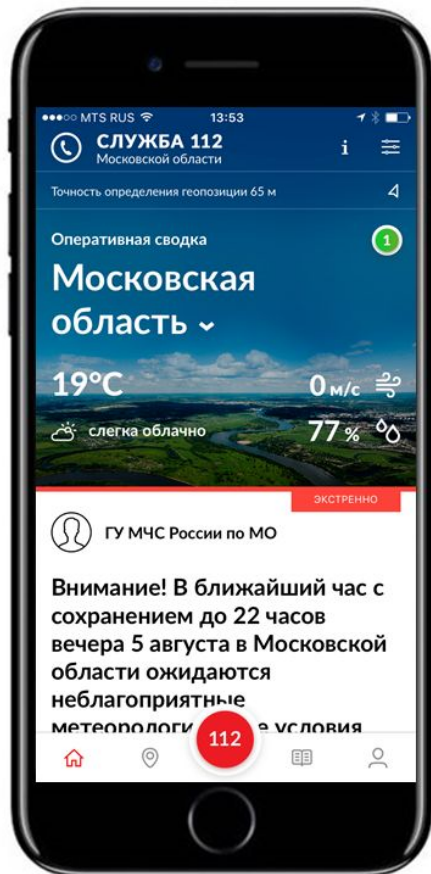 MTS RUS 13:53
СЛУЖБА 112
Московской области
i
Точность определения геопозиции 65 м
Оперативная сводка
1
Московская
область
19°C
0 м/с
слегка облачно
77 %
ЭКСТРЕННО
ГУ МЧС России по МО
Внимание! В ближайший час с
сохранением до 22 часов
вечера 5 августа в Московской
области ожидаются
неблагоприятные
условия
112